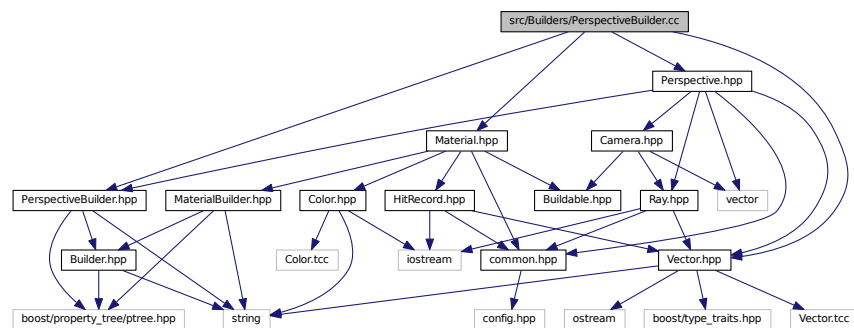 src/Builders/PerspectiveBuilder.cc
Perspective.hpp
Material.hpp
Camera.hpp
PerspectiveBuilder.hpp
MaterialBuilder.hpp
Color.hpp
HitRecord.hpp
Buildable.hpp
Ray.hpp
vector
Builder.hpp
Color.tcc
iostream
common.hpp
Vector.hpp
boost/property_tree/ptree.hpp
string
config.hpp
ostream
boost/type_traits.hpp
Vector.tcc